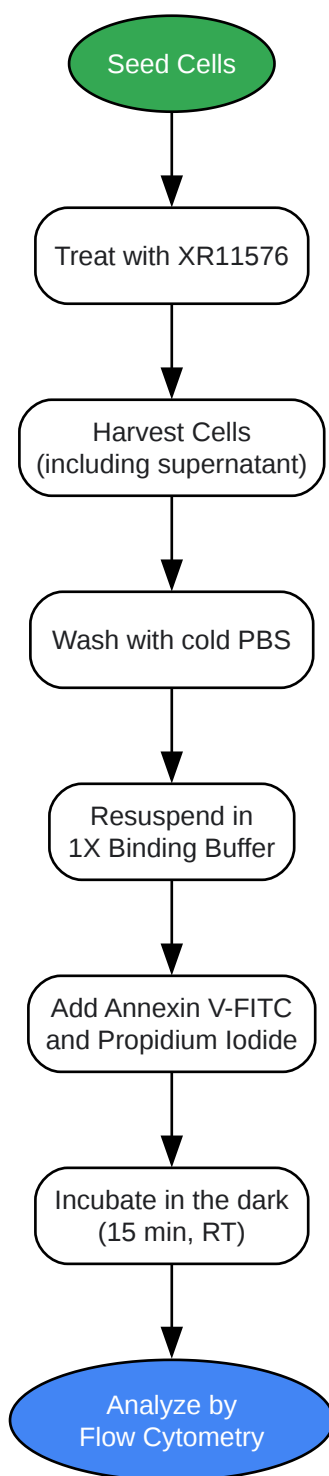 Seed Cells
Treat with XR11576
Harvest Cells
(including supernatant)
Wash with cold PBS
Resuspend in
1X Binding Buffer
Add Annexin V-FITC
and Propidium Iodide
Incubate in the dark
(15 min, RT)
Analyze by
Flow Cytometry